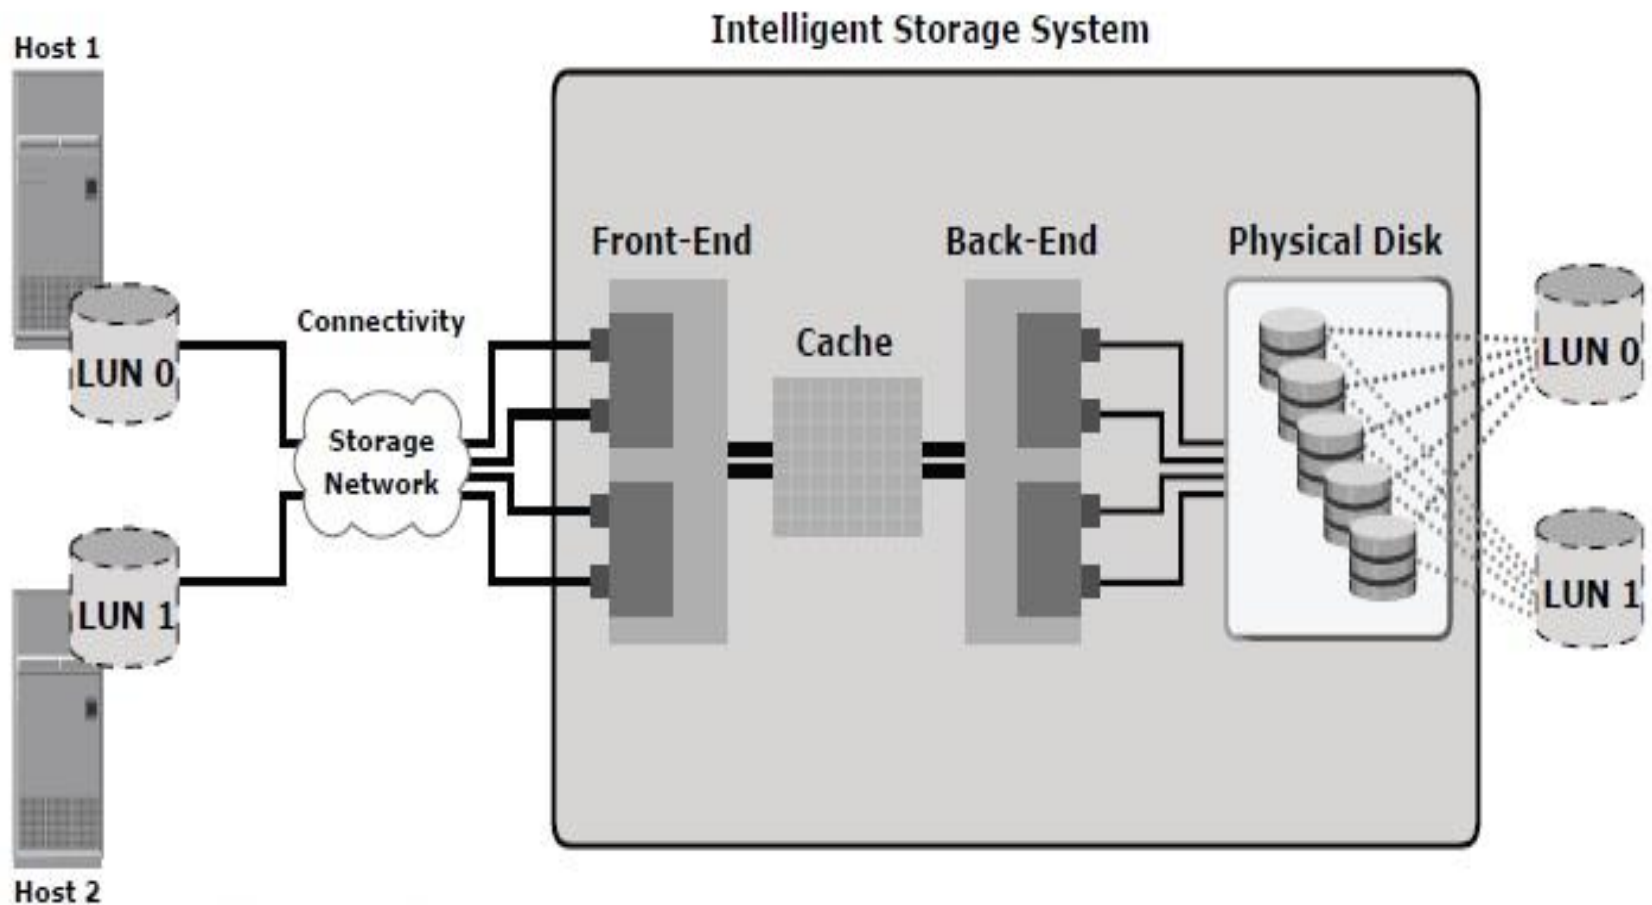 Intelligent Storage System
Host 1
Front-End
Back-End
Physical Disk
Connectivity
Cache
LUN 0
LUN 0
Storage
Network
LUN 1
LUN 1
Host 2